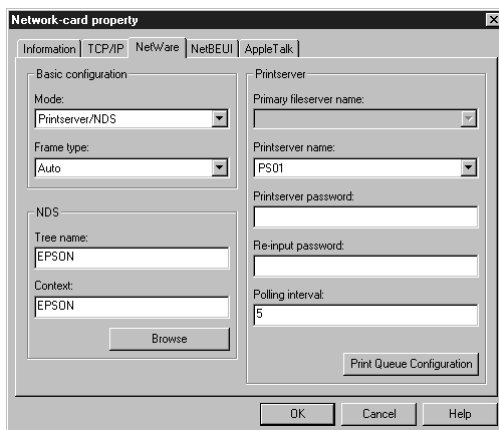 Network-card property
Information TCP/IP NetWare NetBEUI AppleTalk
Basic configuration
Mode:
Printserver/NDS
Frame type:
Auto
NDS
Tree name:
EPSON
Context:
EPSON
Browse
Printserver
Primary fileserver name:
Printserver name:
PS01
Printserver password:
Re-input password:
Polling interval:
5
Print Queue Configuration
OK Cancel Help